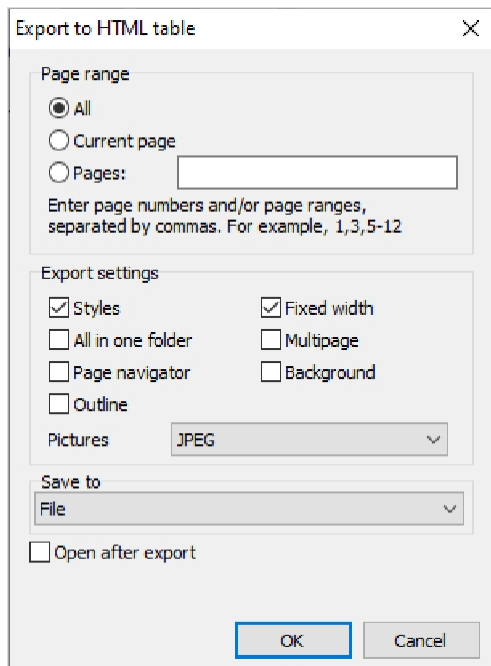 Export to HTML table
Page range
All
Current page
Pages:
Enter page numbers and/or page ranges,
separated by commas. For example, 1,3,5-12
Export settings
Styles
Fixed width
All in one folder
Multipage
Page navigator
Background
Outline
Pictures
JPEG
Save to
File
Open after export
OK
Cancel